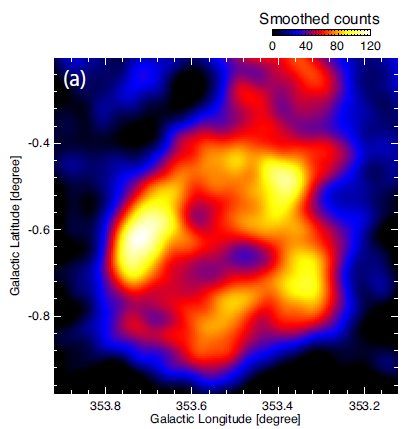 Smoothed counts
0 40 80 120
(a)
-0.4
-0.6
-0.8
Galactic Latitude [degree]
353.8 353.6 353.4 353.2
Galactic Longitude [degree]